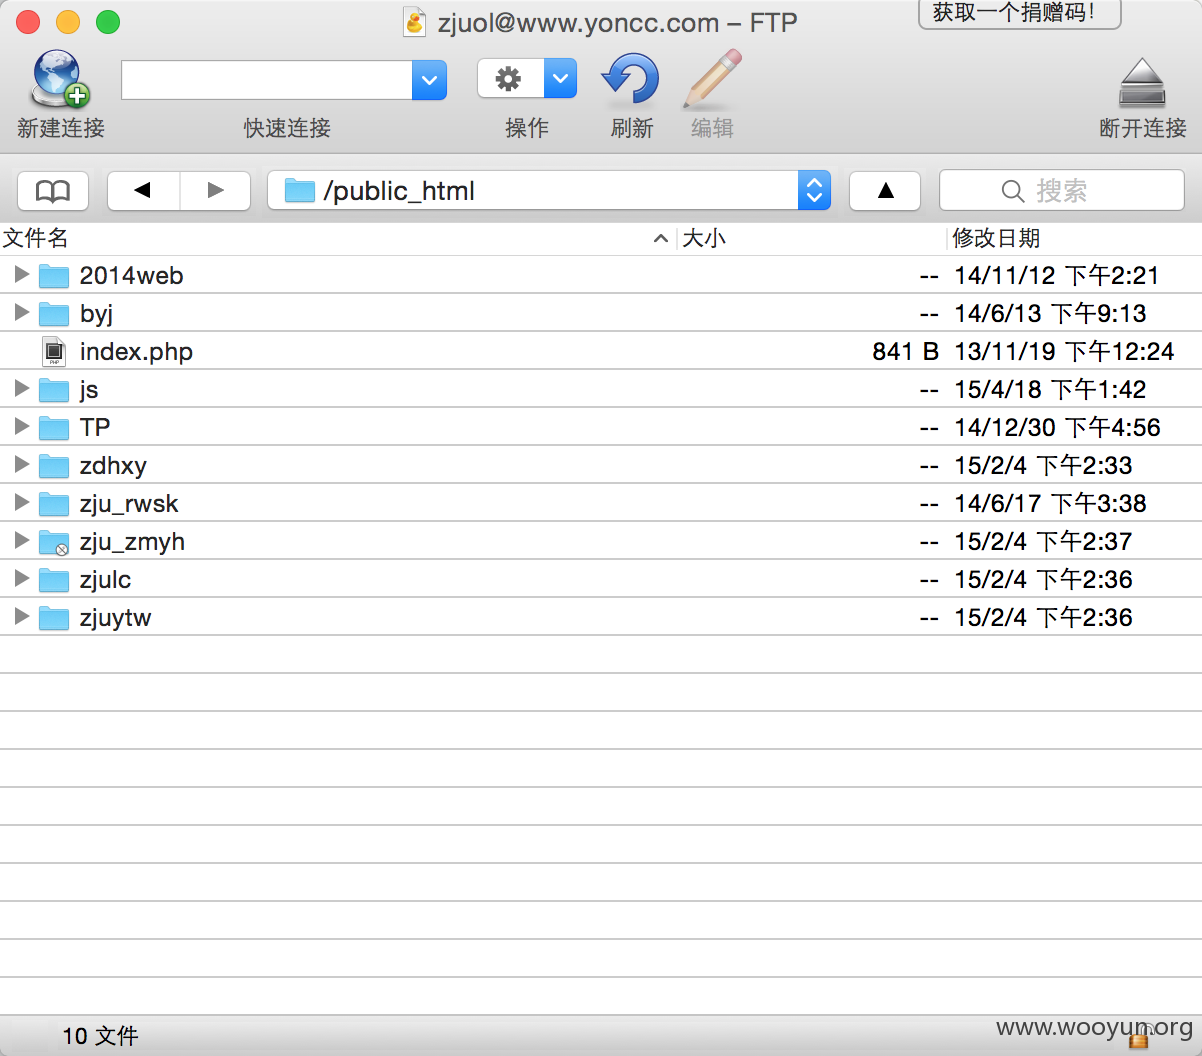 zjuol@www.yoncc.com – FTP
获取一个捐赠码！
新建连接
快速连接
操作
刷新
编辑
断开连接
/public_html
搜索
文件名 大小 修改日期
2014web -- 14/11/12 下午2:21
byj -- 14/6/13 下午9:13
index.php 841 B 13/11/19 下午12:24
js -- 15/4/18 下午1:42
TP -- 14/12/30 下午4:56
zdhxy -- 15/2/4 下午2:33
zju_rwsk -- 14/6/17 下午3:38
zju_zmyh -- 15/2/4 下午2:37
zjulc -- 15/2/4 下午2:36
zjuytw -- 15/2/4 下午2:36
10 文件
www.wooyun.org